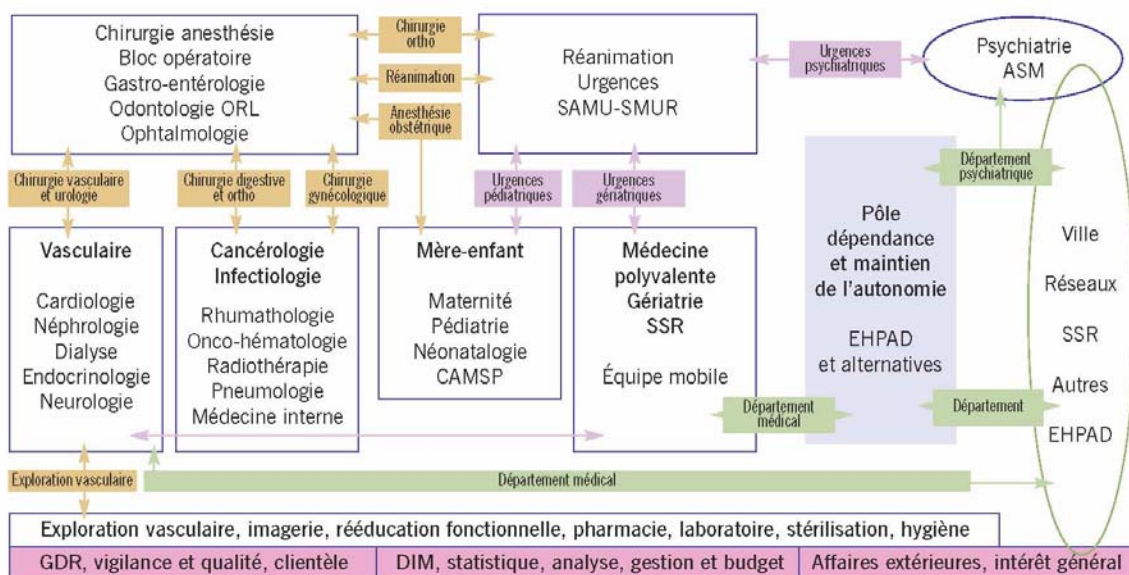 Chirurgie anesthésie
Bloc opératoire
Gastro-entérologie
Odontologie ORL
Ophtalmologie
Chirurgie
ortho
Réanimation
Anesthésie
obstétrique
Réanimation
Urgences
SAMU-SMUR
Urgences
psychiatriques
Psychiatrie
ASM
Chirurgie vasculaire
et urologie
Chirurgie digestive
et ortho
Chirurgie
gynécologique
Urgences
pédiatriques
Urgences
gériatriques
Département
psychiatrique
Vasculaire
Cardiologie
Néphrologie
Dialyse
Endocrinologie
Neurologie
Cancérologie
Infectiologie
Rhumathologie
Onco-hématologie
Radiothérapie
Pneumologie
Médecine interne
Mère-enfant
Maternité
Pédiatrie
Néonatalogie
CAMSP
Médecine
polyvalente
Gériatrie
SSR
Équipe mobile
Pôle
dépendance
et maintien
de l'autonomie
EHPAD
et alternatives
Ville
Réseaux
SSR
Autres
EHPAD
Département
médical
Département
Exploration vasculaire
Département médical
Exploration vasculaire, imagerie, rééducation fonctionnelle, pharmacie, laboratoire, stérilisation, hygiène
GDR, vigilance et qualité, clientèle
DIM, statistique, analyse, gestion et budget
Affaires extérieures, intérêt général